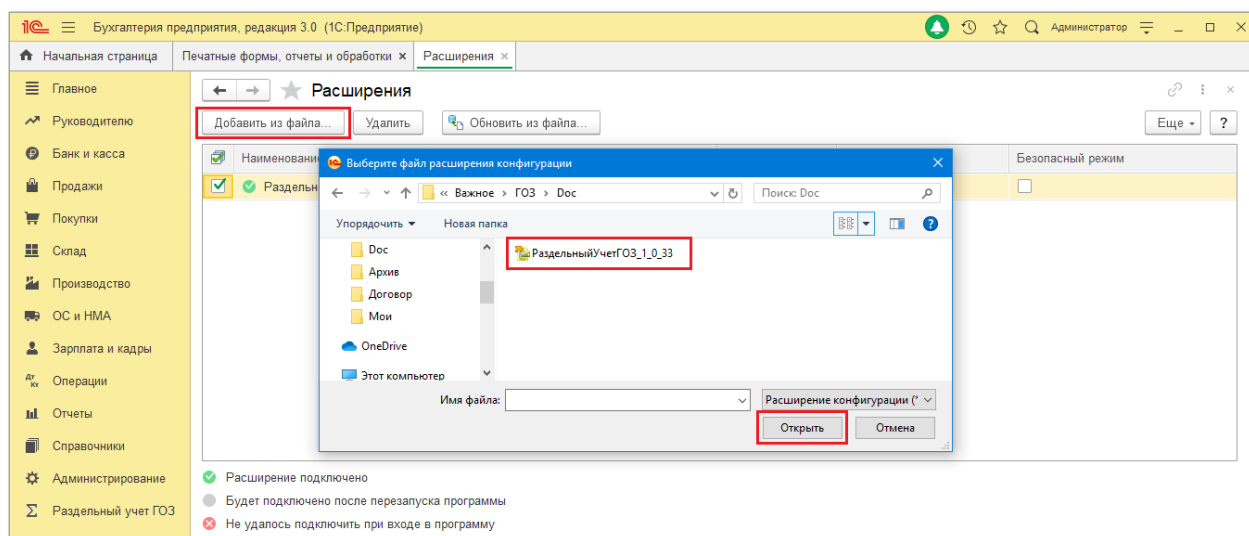 1С Бухгалтерия предприятия, редакция 3.0 (1С:Предприятие) Администратор
Начальная страница Печатные формы, отчеты и обработки × Расширения ×
Главное
Руководителю
Банк и касса
Продажи
Покупки
Склад
Производство
ОС и НМА
Зарплата и кадры
Операции
Отчеты
Справочники
Администрирование
Раздельный учет ГОЗ
Расширения
Добавить из файла... Удалить Обновить из файла... Еще ?
Безопасный режим
Выберите файл расширения конфигурации
« Важное › ГОЗ › Doc Поиск: Doc
Упорядочить Новая папка
Doc
Архив
Договор
Мои
OneDrive
Этот компьютер
РаздельныйУчетГОЗ_1_0_33
Имя файла: Расширение конфигурации (*
Открыть Отмена
Расширение подключено
Будет подключено после перезапуска программы
Не удалось подключить при входе в программу